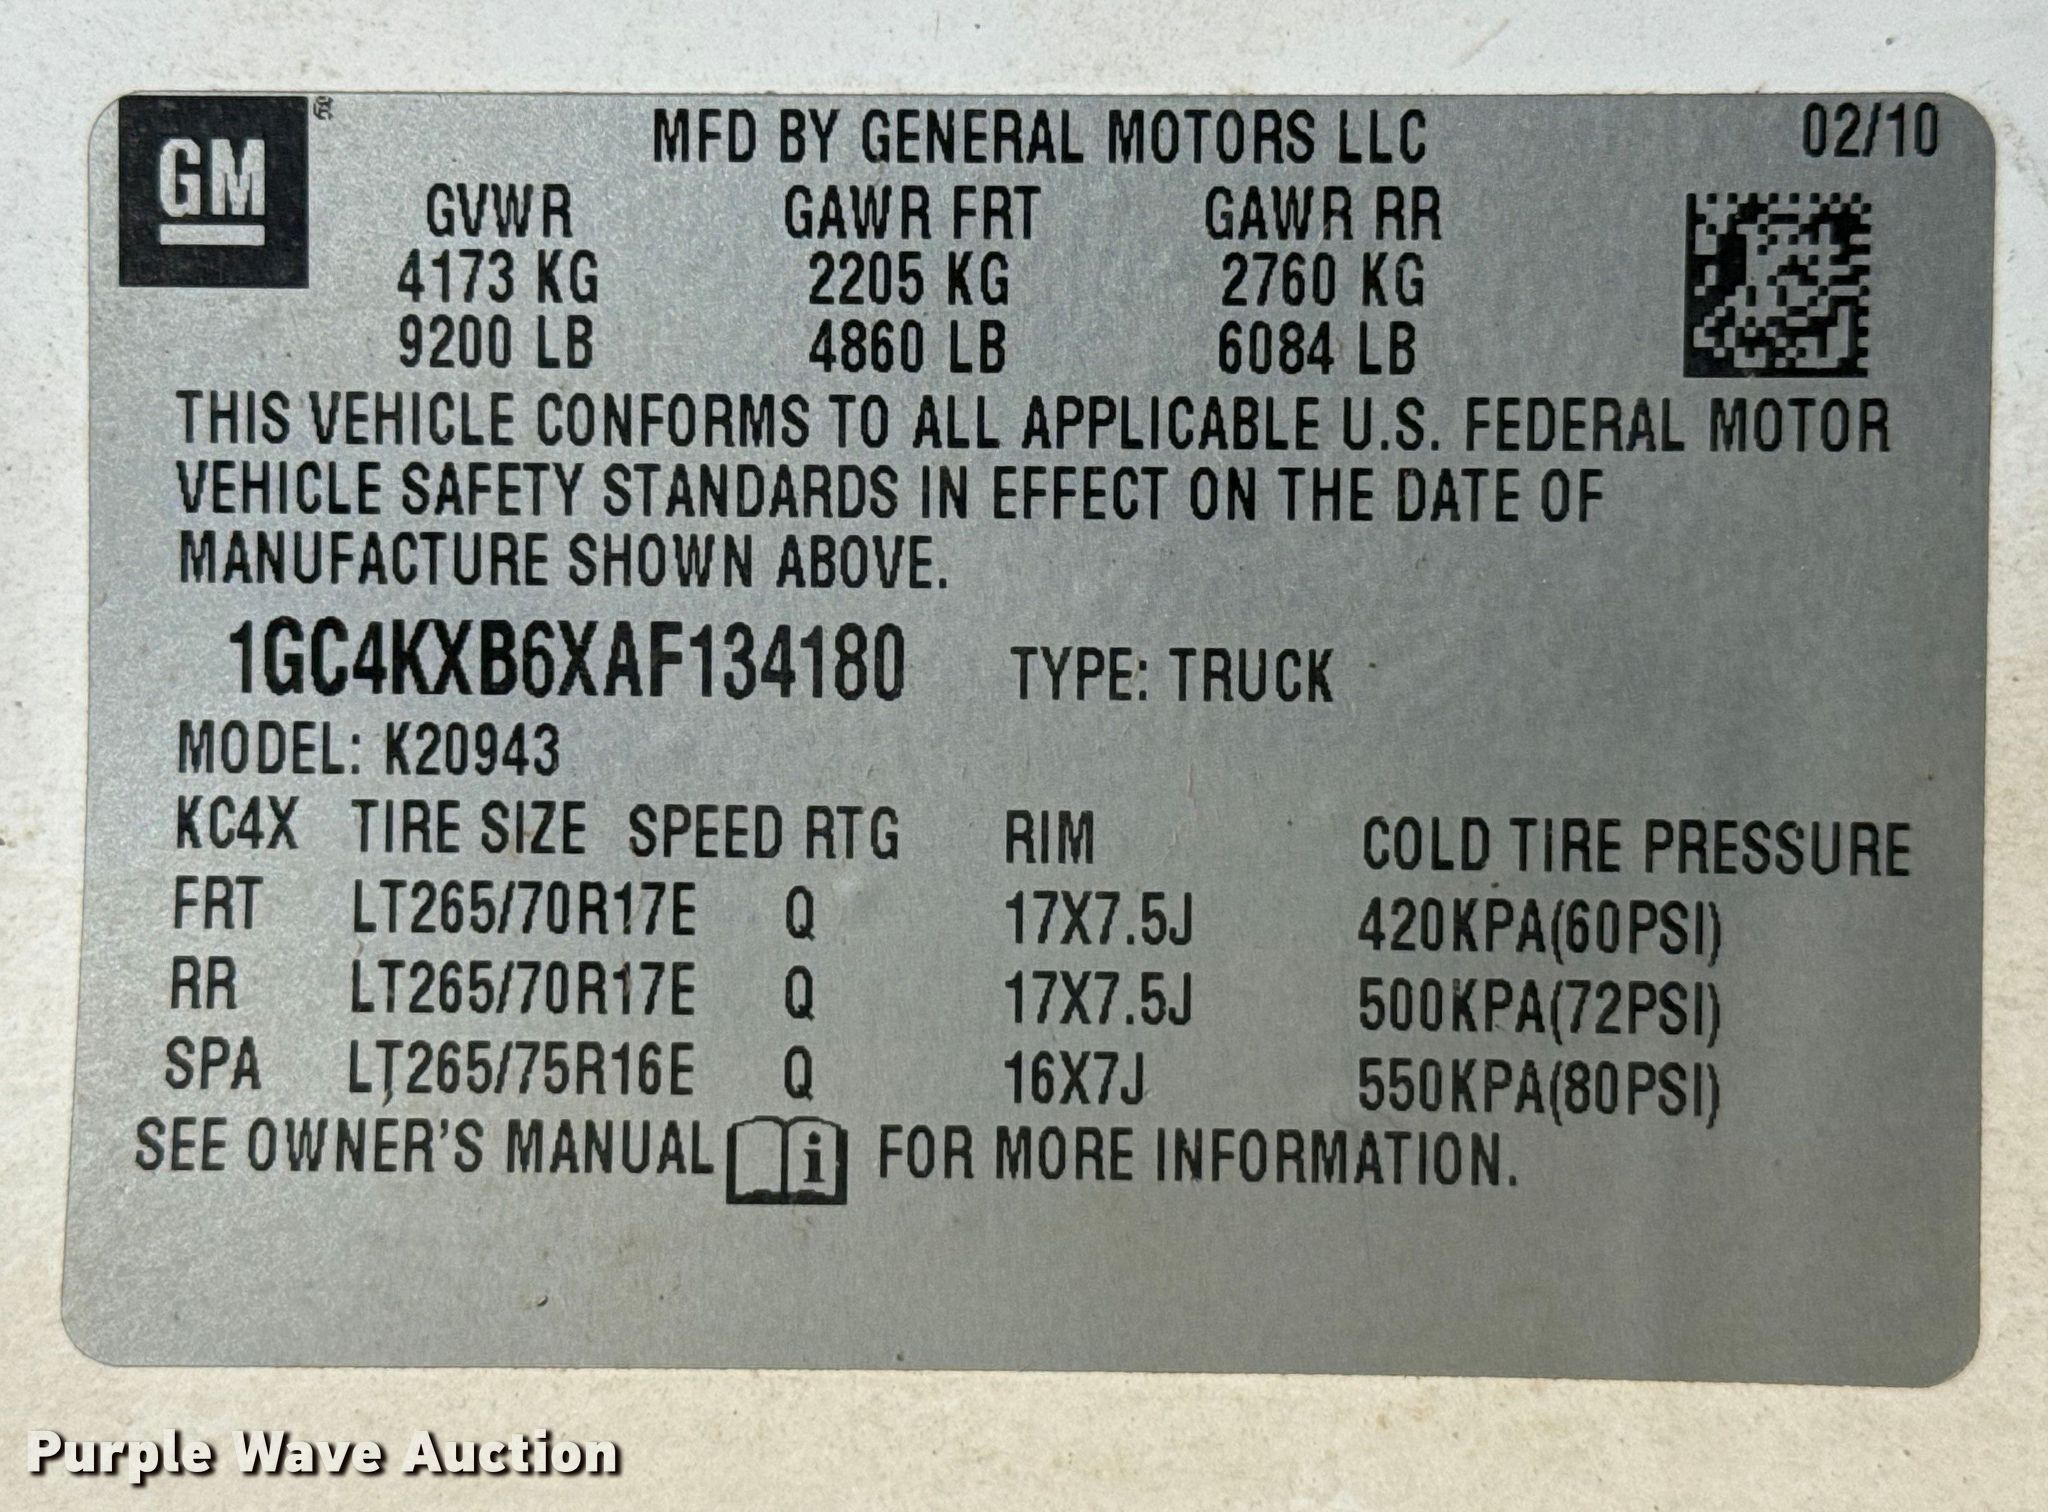 GM ®
MFD BY GENERAL MOTORS LLC 02/10
GVWR GAWR FRT GAWR RR
4173 KG 2205 KG 2760 KG
9200 LB 4860 LB 6084 LB
THIS VEHICLE CONFORMS TO ALL APPLICABLE U.S. FEDERAL MOTOR
VEHICLE SAFETY STANDARDS IN EFFECT ON THE DATE OF
MANUFACTURE SHOWN ABOVE.
1GC4KXB6XAF134180 TYPE: TRUCK
MODEL: K20943
KC4X TIRE SIZE SPEED RTG RIM COLD TIRE PRESSURE
FRT LT265/70R17E Q 17X7.5J 420KPA(60PSI)
RR LT265/70R17E Q 17X7.5J 500KPA(72PSI)
SPA LT265/75R16E Q 16X7J 550KPA(80PSI)
SEE OWNER'S MANUAL i FOR MORE INFORMATION.
Purple Wave Auction